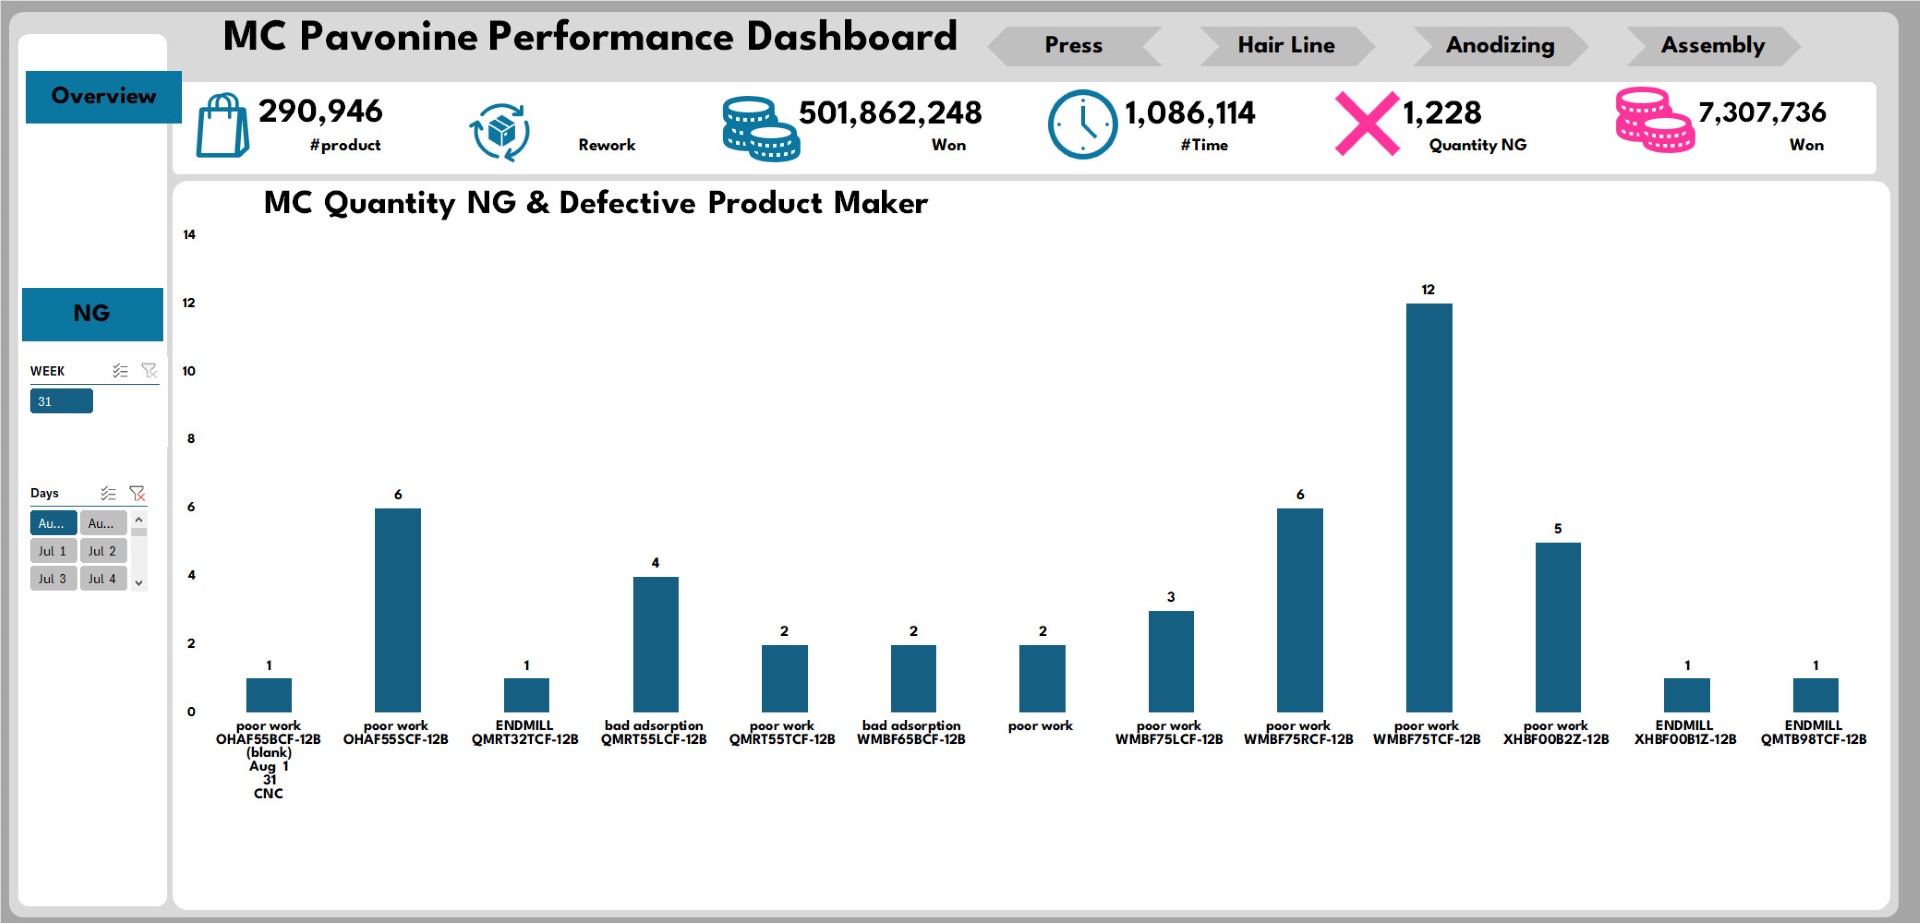 MC Pavonine Performance Dashboard
Press
Hair Line
Anodizing
Assembly
Overview
290,946
#product
Rework
501,862,248
Won
1,086,114
#Time
1,228
Quantity NG
7,307,736
Won
NG
WEEK
31
Days
Au...
Au...
Jul 1
Jul 2
Jul 3
Jul 4
MC Quantity NG & Defective Product Maker
14
12
10
8
6
4
2
0
1
6
1
4
2
2
2
3
6
12
5
1
1
poor work
OHAF55BCF-12B
(blank)
Aug 1
31
CNC
poor work
OHAF55SCF-12B
ENDMILL
QMRT32TCF-12B
bad adsorption
QMRT55LCF-12B
poor work
QMRT55TCF-12B
bad adsorption
WMBF65BCF-12B
poor work
poor work
WMBF75LCF-12B
poor work
WMBF75RCF-12B
poor work
WMBF75TCF-12B
poor work
XHBF00B2Z-12B
ENDMILL
XHBF00B1Z-12B
ENDMILL
QMTB98TCF-12B